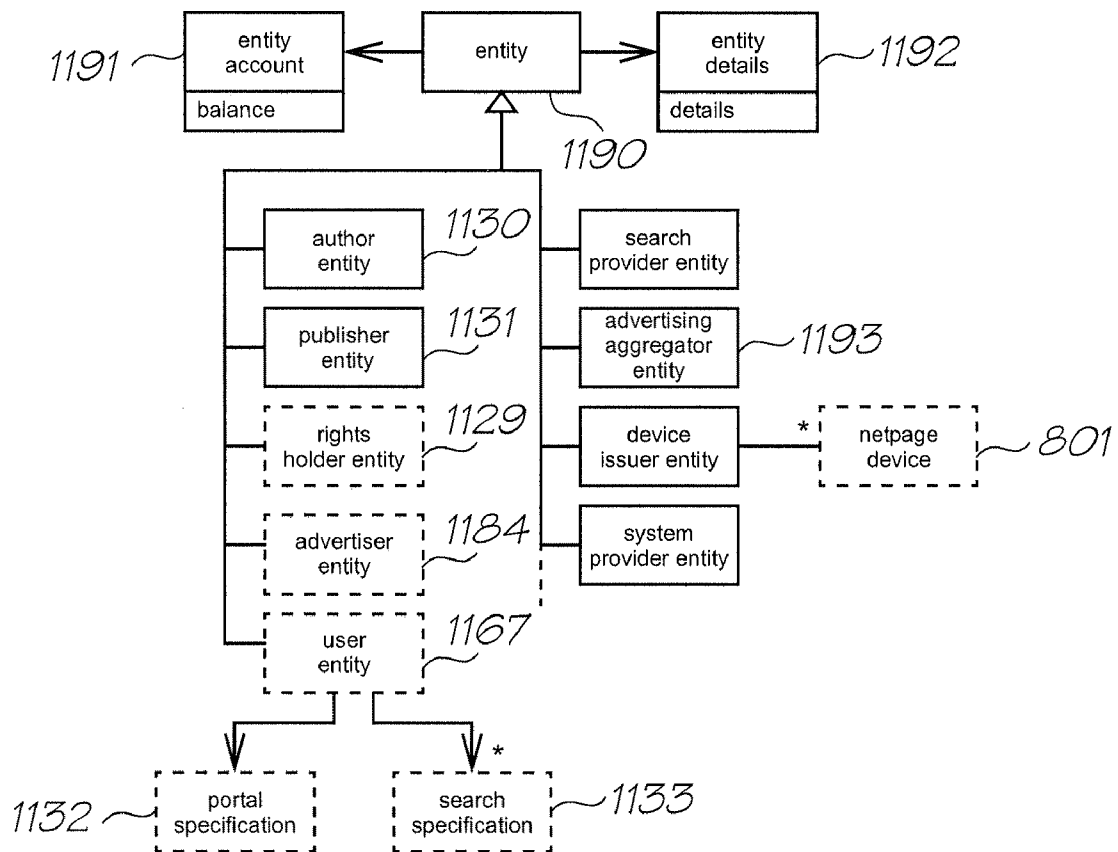 entity
account
balance
1191
entity
1190
entity
details
details
1192
author
entity
1130
search
provider entity
publisher
entity
1131
advertising
aggregator
entity
1193
rights
holder entity
1129
device
issuer entity
*
netpage
device
801
advertiser
entity
1184
system
provider entity
user
entity
1167
portal
specification
1132
*
search
specification
1133